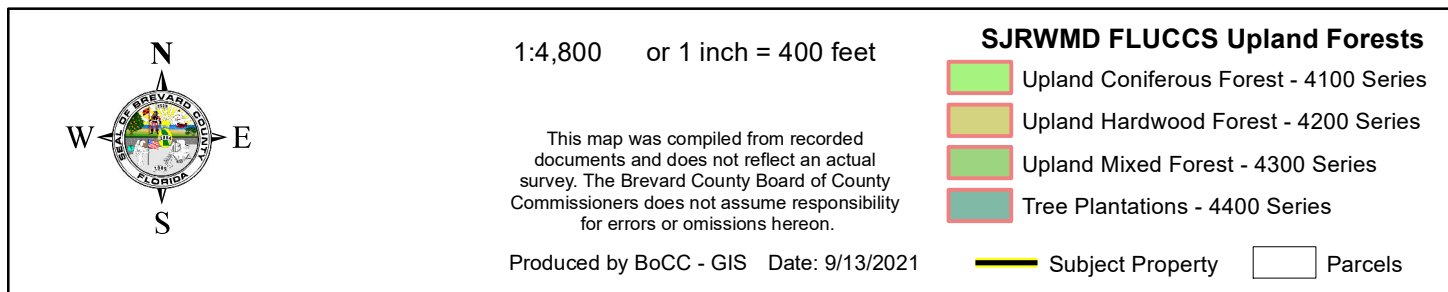 N
W
E
S
SEAL OF BREVARD COUNTY
FLORIDA
1:4,800 or 1 inch = 400 feet
This map was compiled from recorded
documents and does not reflect an actual
survey. The Brevard County Board of County
Commissioners does not assume responsibility
for errors or omissions hereon.
Produced by BoCC - GIS Date: 9/13/2021
SJRWMD FLUCCS Upland Forests
Upland Coniferous Forest - 4100 Series
Upland Hardwood Forest - 4200 Series
Upland Mixed Forest - 4300 Series
Tree Plantations - 4400 Series
Subject Property
Parcels